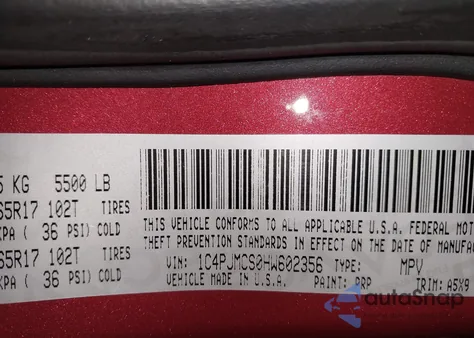 5 KG 5500 LB
65R17 102T TIRES
KPA ( 36 PSI) COLD
65R17 102T TIRES
KPA ( 36 PSI) COLD
THIS VEHICLE CONFORMS TO ALL APPLICABLE U.S.A. FEDERAL MOTO
THEFT PREVENTION STANDARDS IN EFFECT ON THE DATE OF MANUFAC
VIN: 1C4PJMCS0HW602356 TYPE: MPV
VEHICLE MADE IN U.S.A. PAINT: PRP TRIM: A5X9
autoSnap